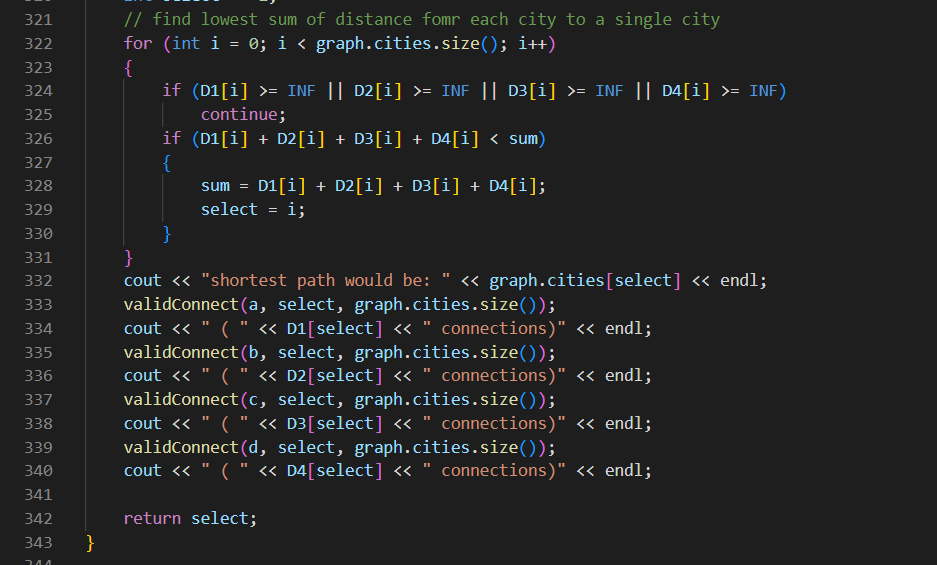 321 // find lowest sum of distance fomr each city to a single city
322 for (int i = 0; i < graph.cities.size(); i++)
323 {
324 if (D1[i] >= INF || D2[i] >= INF || D3[i] >= INF || D4[i] >= INF)
325 continue;
326 if (D1[i] + D2[i] + D3[i] + D4[i] < sum)
327 {
328 sum = D1[i] + D2[i] + D3[i] + D4[i];
329 select = i;
330 }
331 }
332 cout << "shortest path would be: " << graph.cities[select] << endl;
333 validConnect(a, select, graph.cities.size());
334 cout << " ( " << D1[select] << " connections)" << endl;
335 validConnect(b, select, graph.cities.size());
336 cout << " ( " << D2[select] << " connections)" << endl;
337 validConnect(c, select, graph.cities.size());
338 cout << " ( " << D3[select] << " connections)" << endl;
339 validConnect(d, select, graph.cities.size());
340 cout << " ( " << D4[select] << " connections)" << endl;
341
342 return select;
343 }